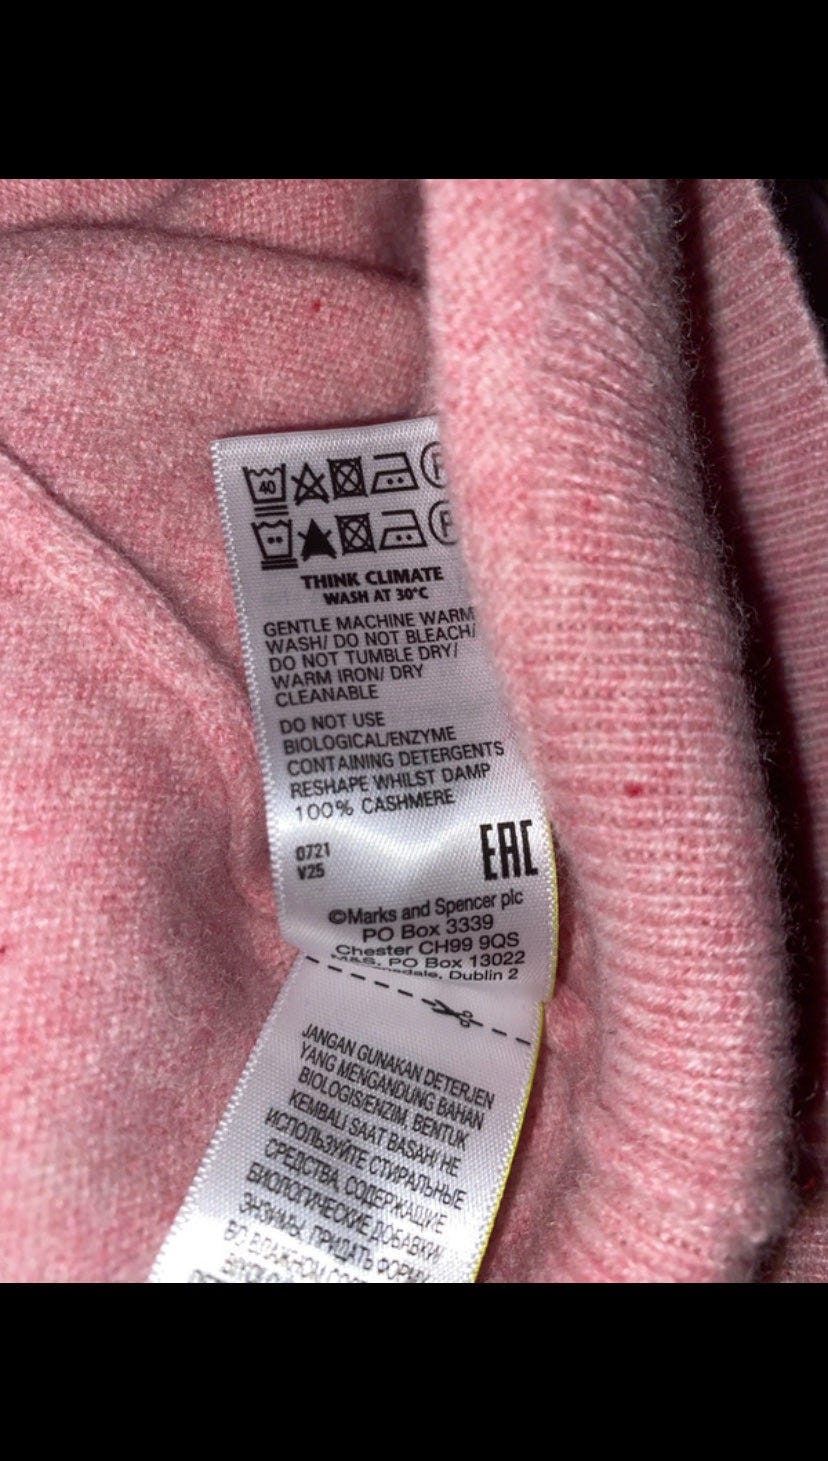 40
THINK CLIMATE
WASH AT 30°C
GENTLE MACHINE WARM
WASH/ DO NOT BLEACH/
DO NOT TUMBLE DRY/
WARM IRON/ DRY
CLEANABLE
DO NOT USE
BIOLOGICAL/ENZYME
CONTAINING DETERGENTS
RESHAPE WHILST DAMP
100% CASHMERE
0721
V25
EAC
©Marks and Spencer plc
PO Box 3339
Chester CH99 9QS
M&S, PO Box 13022
Dublin 2
JANGAN GUNAKAN DETERJEN
YANG MENGANDUNG BAHAN
BIOLOGIS/ENZIM. BENTUK
KEMBALI SAAT BASAH/ НЕ
ИСПОЛЬЗУЙТЕ СТИРАЛЬНЫЕ
СРЕДСТВА, СОДЕРЖАЩИЕ
БИОЛОГИЧЕСКИЕ ДОБАВКИ/
ЭНЗИМЫ. ПРИДАТЬ ФОРМУ
ВО ВЛАЖНОМ